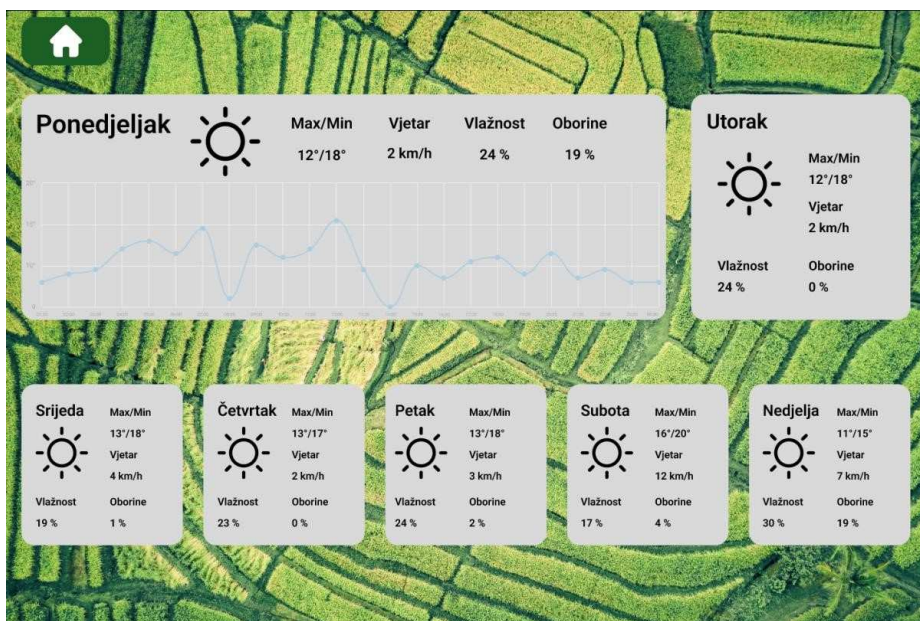 Ponedjeljak
Max/Min Vjetar Vlažnost Oborine
12°/18° 2 km/h 24 % 19 %
Utorak
Max/Min
12°/18°
Vjetar
2 km/h
Vlažnost Oborine
24 % 0 %
Srijeda Max/Min
13°/18°
Vjetar
4 km/h
Vlažnost Oborine
19 % 1 %
Četvrtak Max/Min
13°/17°
Vjetar
2 km/h
Vlažnost Oborine
23 % 0 %
Petak Max/Min
13°/18°
Vjetar
3 km/h
Vlažnost Oborine
24 % 2 %
Subota Max/Min
16°/20°
Vjetar
12 km/h
Vlažnost Oborine
17 % 4 %
Nedjelja Max/Min
11°/15°
Vjetar
7 km/h
Vlažnost Oborine
30 % 19 %